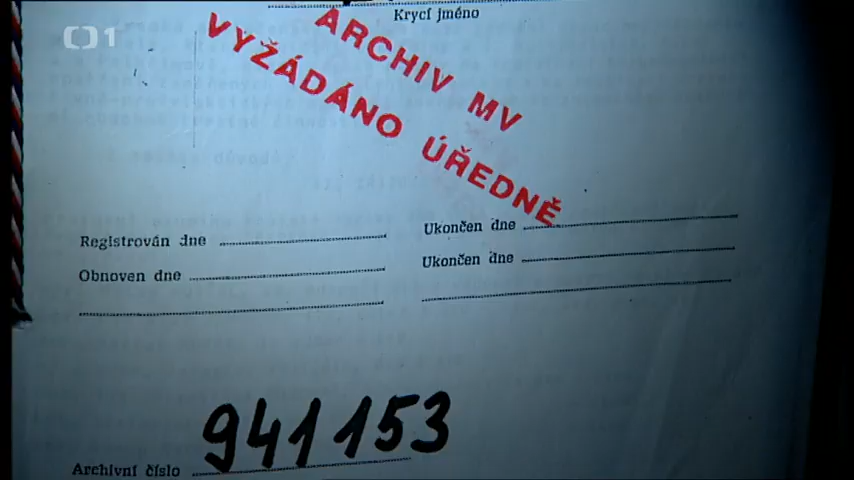 ČT1
Krycí jméno
ARCHIV MV
VYŽÁDÁNO ÚŘEDNĚ
Registrován dne
Ukončen dne
Obnoven dne
Ukončen dne
Archivní číslo 941153